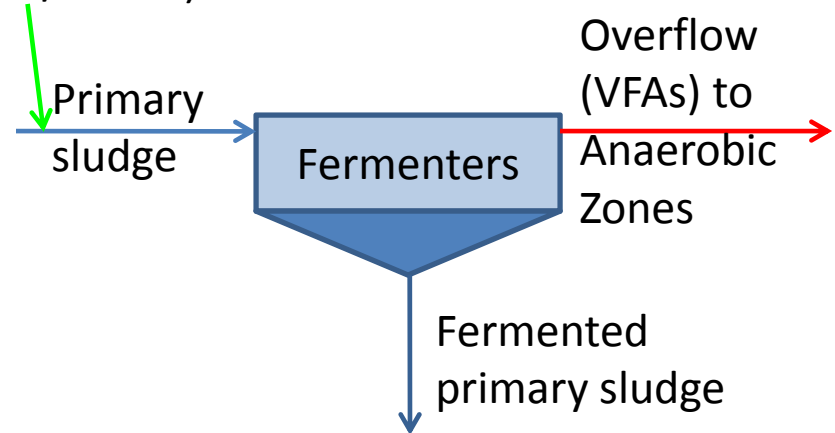 Primary
sludge
Fermenters
Overflow
(VFAs) to
Anaerobic
Zones
Fermented
primary sludge